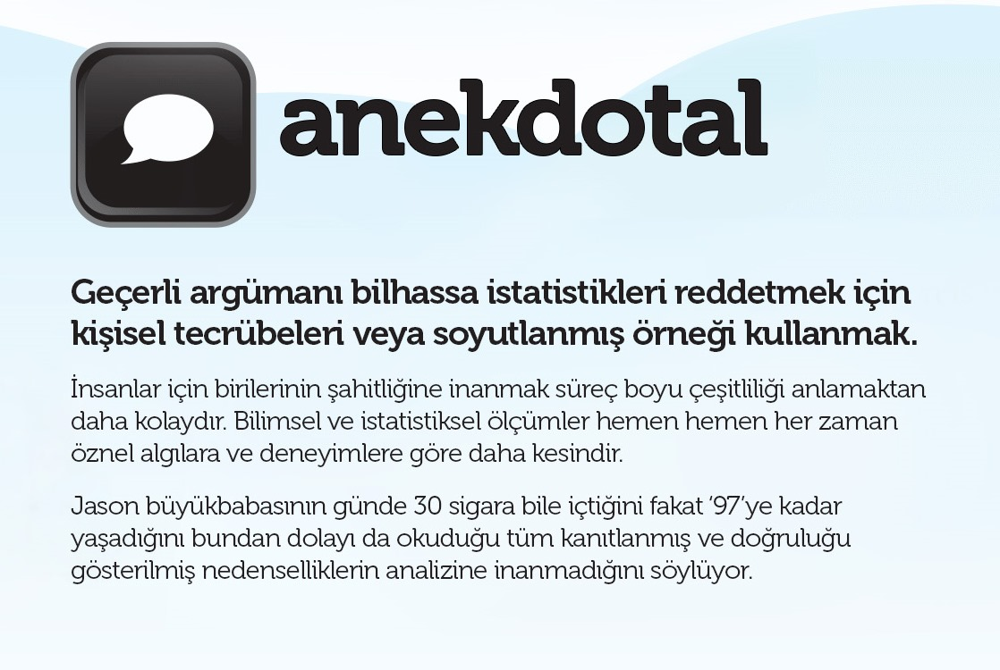 anekdotal
Geçerli argümanı bilhassa istatistikleri reddetmek için
kişisel tecrübeleri veya soyutlanmış örneği kullanmak.
İnsanlar için birilerinin şahitliğine inanmak süreç boyu çeşitliliği anlamaktan
daha kolaydır. Bilimsel ve istatistiksel ölçümler hemen hemen her zaman
öznel algılara ve deneyimlere göre daha kesindir.
Jason büyükbabasının günde 30 sigara bile içtiğini fakat ‘97’ye kadar
yaşadığını bundan dolayı da okuduğu tüm kanıtlanmış ve doğruluğu
gösterilmiş nedenselliklerin analizine inanmadığını söylüyor.